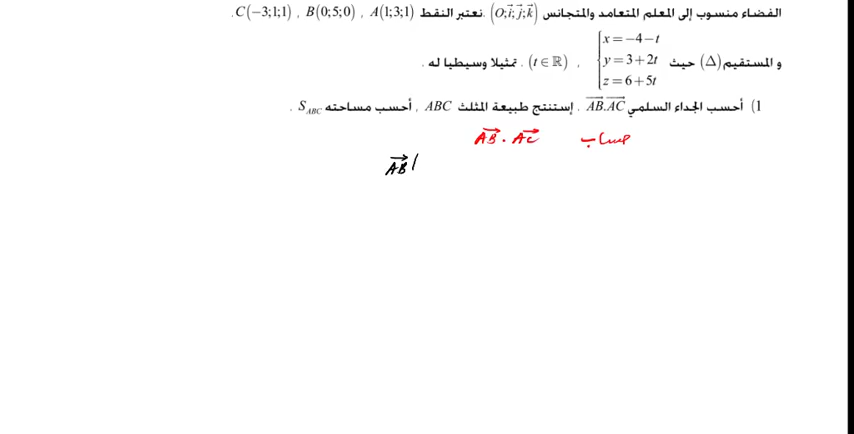 الفضاء منسوب إلى المعلم المتعامد والمتجانس (O;i⃗;j⃗;k⃗) . نعتبر النقط A(1;3;1) , B(0;5;0) , C(−3;1;1) .
و المستقيم (Δ) حيث { x = −4 − t
y = 3 + 2t
z = 6 + 5t , (t ∈ ℝ) . تمثيلا وسيطيا له .
1) أحسب الجداء السلمي AB⃗.AC⃗ . إستنتج طبيعة المثلث ABC , أحسب مساحته S_ABC .
حساب AB⃗ . AC⃗
AB⃗ (